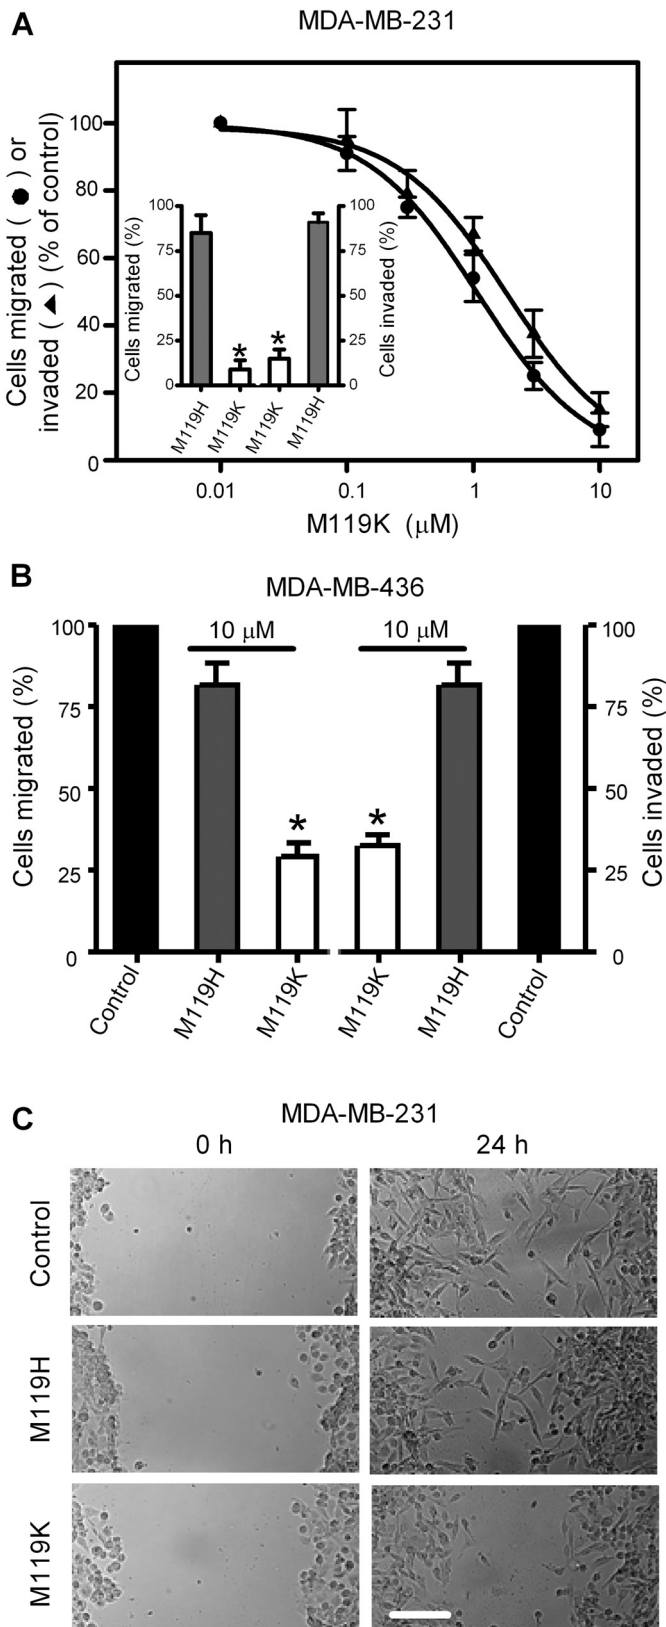 A
MDA-MB-231
Cells migrated ( ● ) or
invaded ( ▲ ) (% of control)
100
80
60
40
20
0
0.01
0.1
1
10
M119K (μM)
Cells migrated (%)
100
75
50
25
0
* *
100
75
50
25
0
Cells invaded (%)
M119H
M119K
M119K
M119H
B
MDA-MB-436
Cells migrated (%)
100
75
50
25
0
10 μM
10 μM
* *
100
75
50
25
0
Cells invaded (%)
Control
M119H
M119K
M119K
M119H
Control
C
MDA-MB-231
0 h
24 h
Control
M119H
M119K